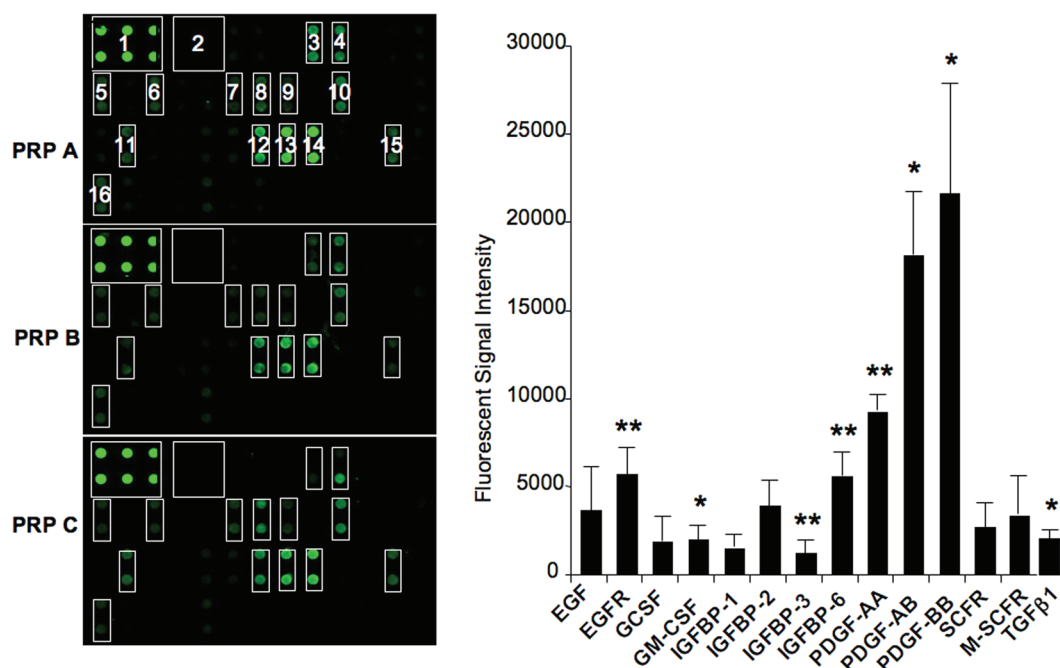 1 2 3 4
5 6 7 8 9 10
PRP A
11 12 13 14 15
16
PRP B
PRP C
Fluorescent Signal Intensity
30000
25000
20000
15000
10000
5000
0
** * ** ** ** * * *
EGF
EGFR
GCSF
GM-CSF
IGFBP-1
IGFBP-2
IGFBP-3
IGFBP-6
PDGF-AA
PDGF-AB
PDGF-BB
SCFR
M-SCFR
TGFβ1